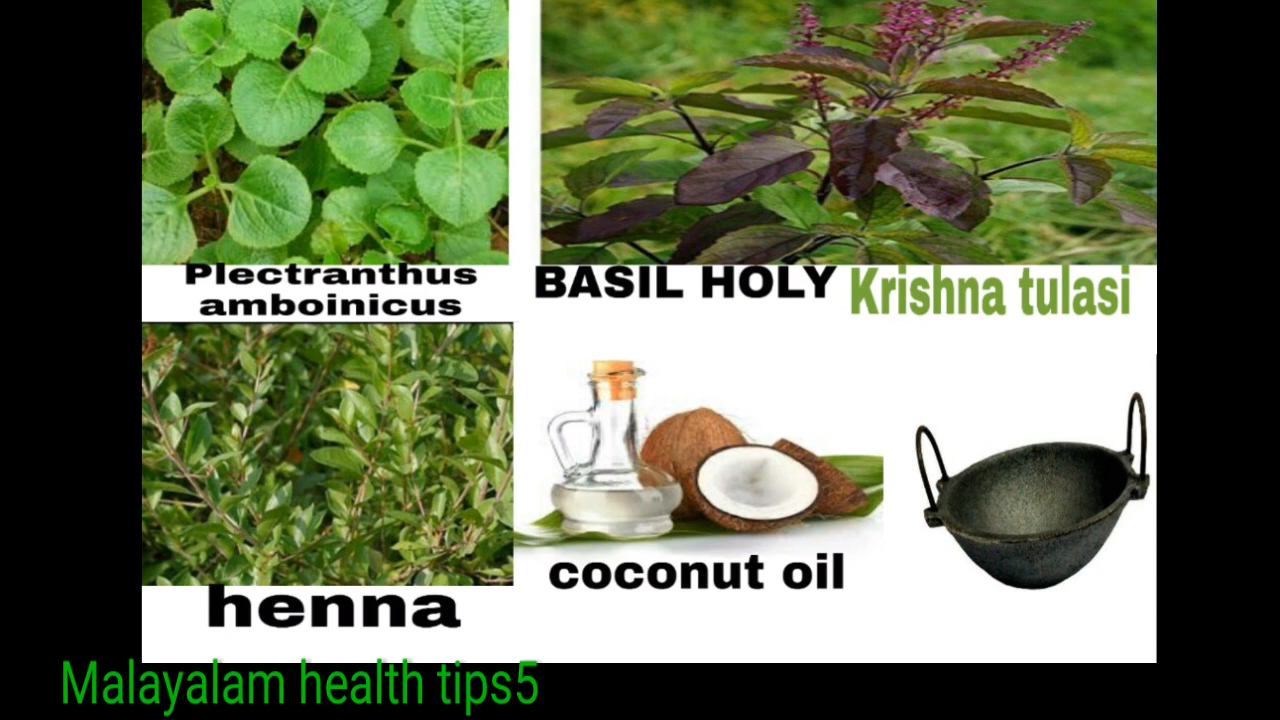 Plectranthus
amboinicus
BASIL HOLY Krishna tulasi
henna
coconut oil
Malayalam health tips5